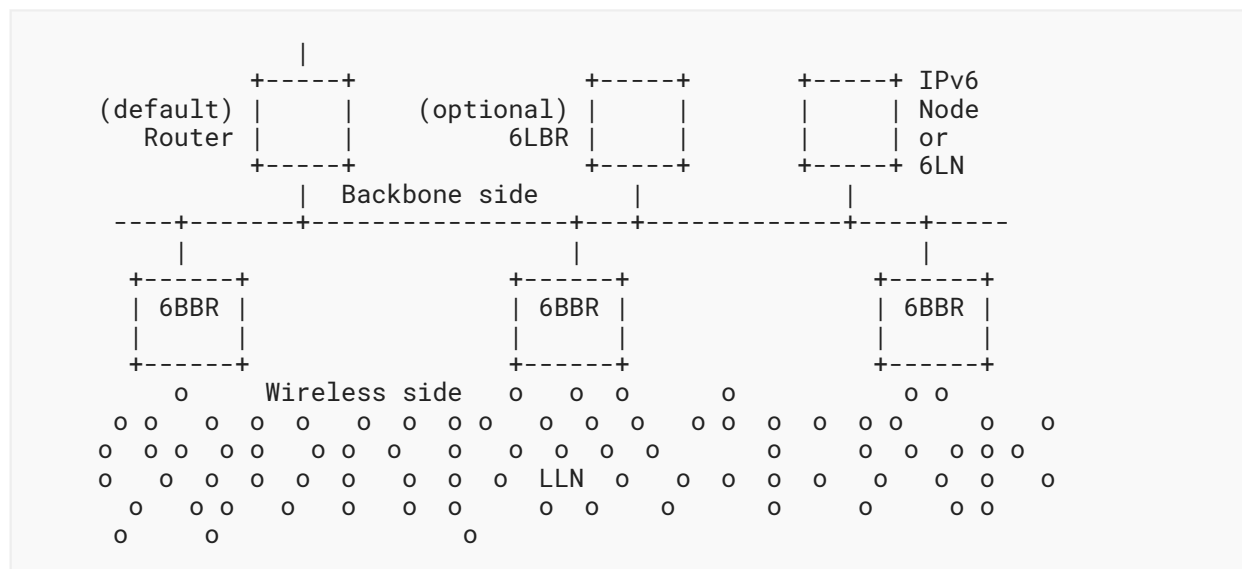 |
             +-----+                +-----+       +-----+ IPv6
   (default) |     |     (optional) |     |       |     | Node
      Router |     |           6LBR |     |       |     | or
             +-----+                +-----+       +-----+ 6LN
                |  Backbone side       |             |
    ----+-------+-----------------+---+-------------+----+-----
        |                         |                      |
     +------+                 +------+                +------+
     | 6BBR |                 | 6BBR |                | 6BBR |
     |      |                 |      |                |      |
     +------+                 +------+                +------+
        o     Wireless side   o   o  o      o           o o
    o o   o  o  o   o  o  o o   o  o  o   o o  o  o  o o     o   o
   o  o o  o o   o o  o  o   o  o  o  o       o     o  o  o o o
   o   o  o  o  o  o   o  o  o  LLN  o   o  o  o  o   o   o  o   o
     o   o o   o   o   o  o     o  o    o      o     o     o o
    o     o                o